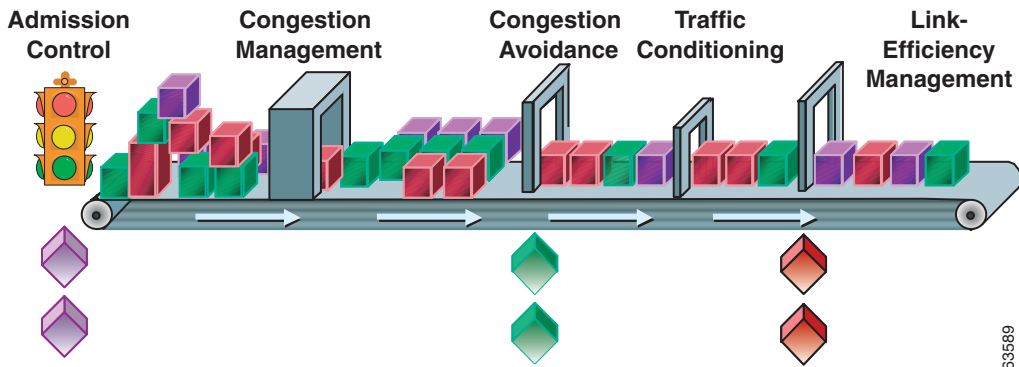 Admission
Control
Congestion
Management
Congestion
Avoidance
Traffic
Conditioning
Link-
Efficiency
Management
63589